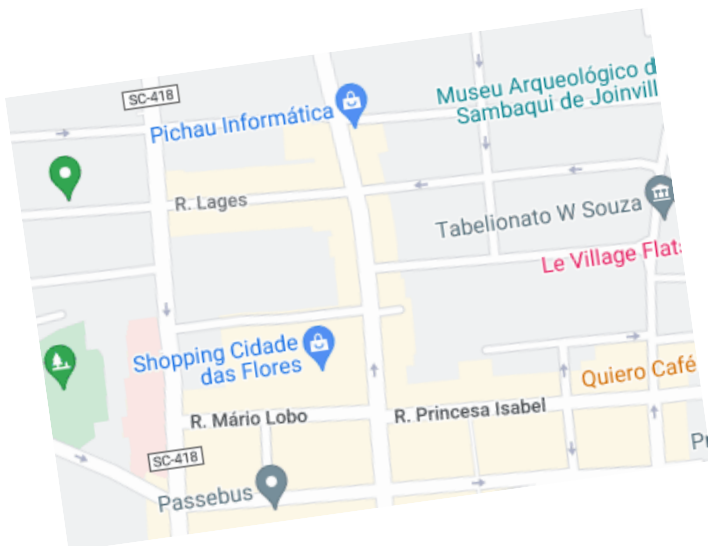 SC-418
Pichau Informática
Museu Arqueológico d
Sambaqui de Joinvill
R. Lages
Tabelionato W Souza
Le Village Flat
Shopping Cidade
das Flores
Quiero Café
R. Mário Lobo
R. Princesa Isabel
SC-418
Passebus